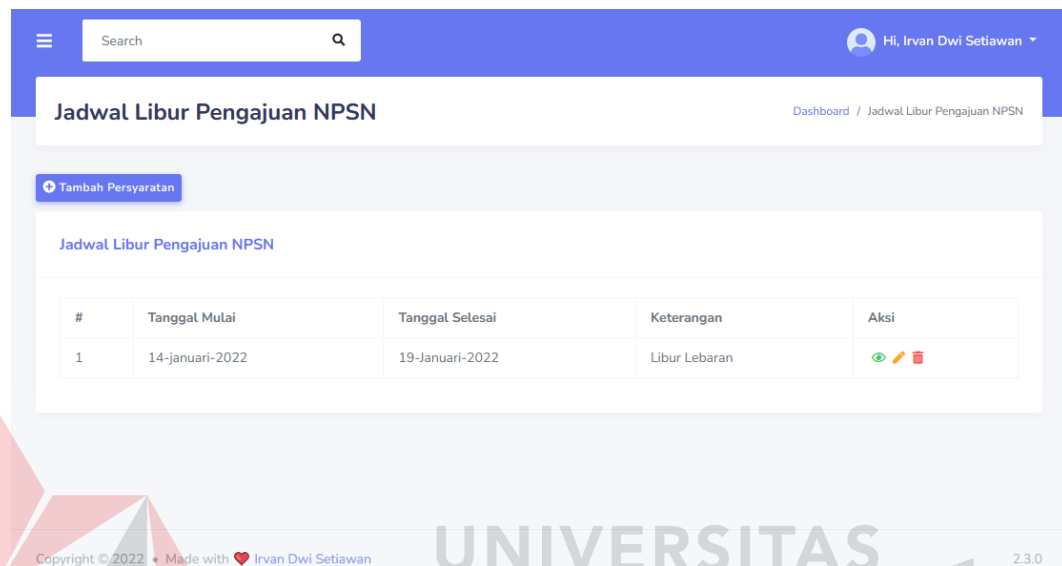 Search
Hi, Irvan Dwi Setiawan
Jadwal Libur Pengajuan NPSN
Dashboard / Jadwal Libur Pengajuan NPSN
Tambah Persyaratan
Jadwal Libur Pengajuan NPSN
# Tanggal Mulai Tanggal Selesai Keterangan Aksi
1 14-januari-2022 19-Januari-2022 Libur Lebaran
UNIVERSITAS
Copyright © 2022 • Made with ❤ Irvan Dwi Setiawan 2.3.0